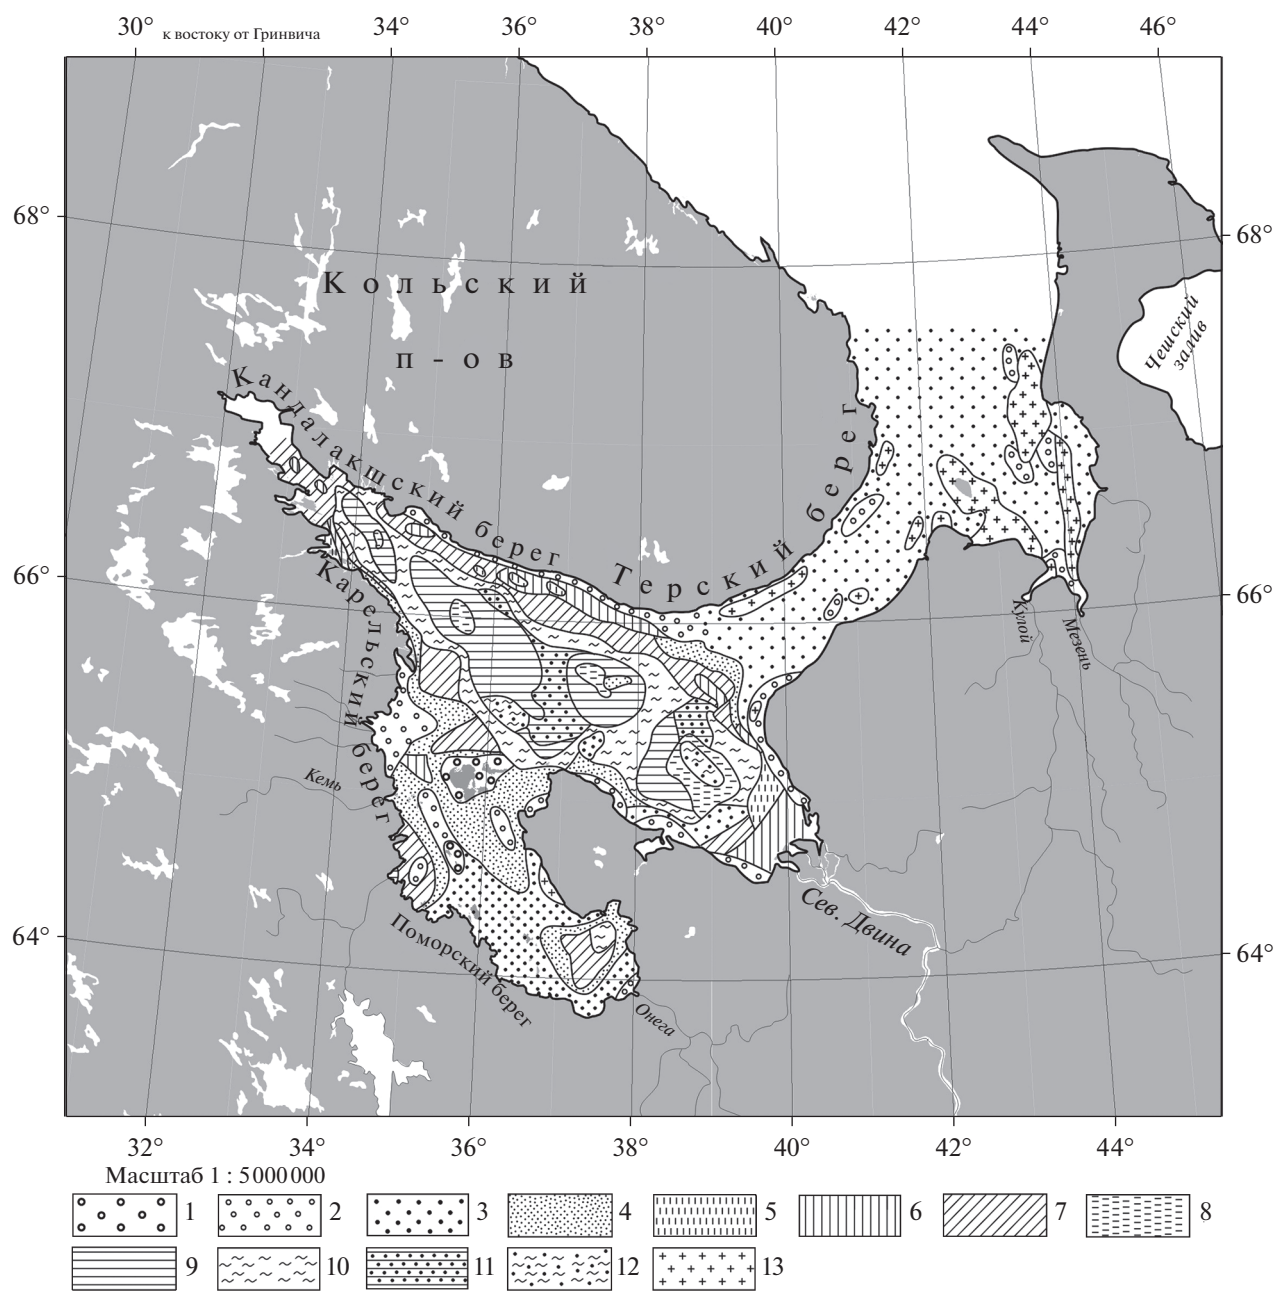 30° к востоку от Гринвича 34° 36° 38° 40° 42° 44° 46°
68° 68°
Кольский
п-ов
Чешский
залив
Кандалакшский берег
Терский берег
66° 66°
Карельский берег
Кулой
Мезень
Кемь
Сев. Двина
64° 64°
Поморский берег
Онега
32° 34° 36° 38° 40° 42° 44°
Масштаб 1 : 5000000
1 2 3 4 5 6 7 8
9 10 11 12 13